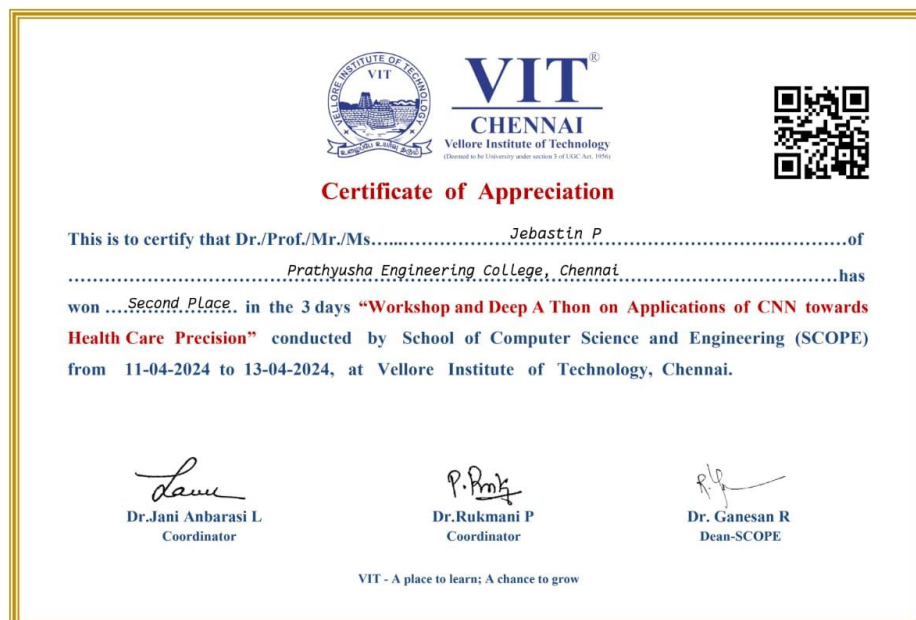 VELLORE INSTITUTE OF TECHNOLOGY
VIT
VIT®
CHENNAI
Vellore Institute of Technology
(Deemed to be University under section 3 of UGC Act, 1956)
Certificate of Appreciation
This is to certify that Dr./Prof./Mr./Ms.....……………………Jebastin P……………………………………..…………of
……………………………………Prathyusha Engineering College, Chennai……………………………………has
won ……Second Place…… in the 3 days “Workshop and Deep A Thon on Applications of CNN towards
Health Care Precision” conducted by School of Computer Science and Engineering (SCOPE)
from 11-04-2024 to 13-04-2024, at Vellore Institute of Technology, Chennai.
P. Rmk
Dr.Jani Anbarasi L Dr.Rukmani P Dr. Ganesan R
Coordinator Coordinator Dean-SCOPE
VIT - A place to learn; A chance to grow